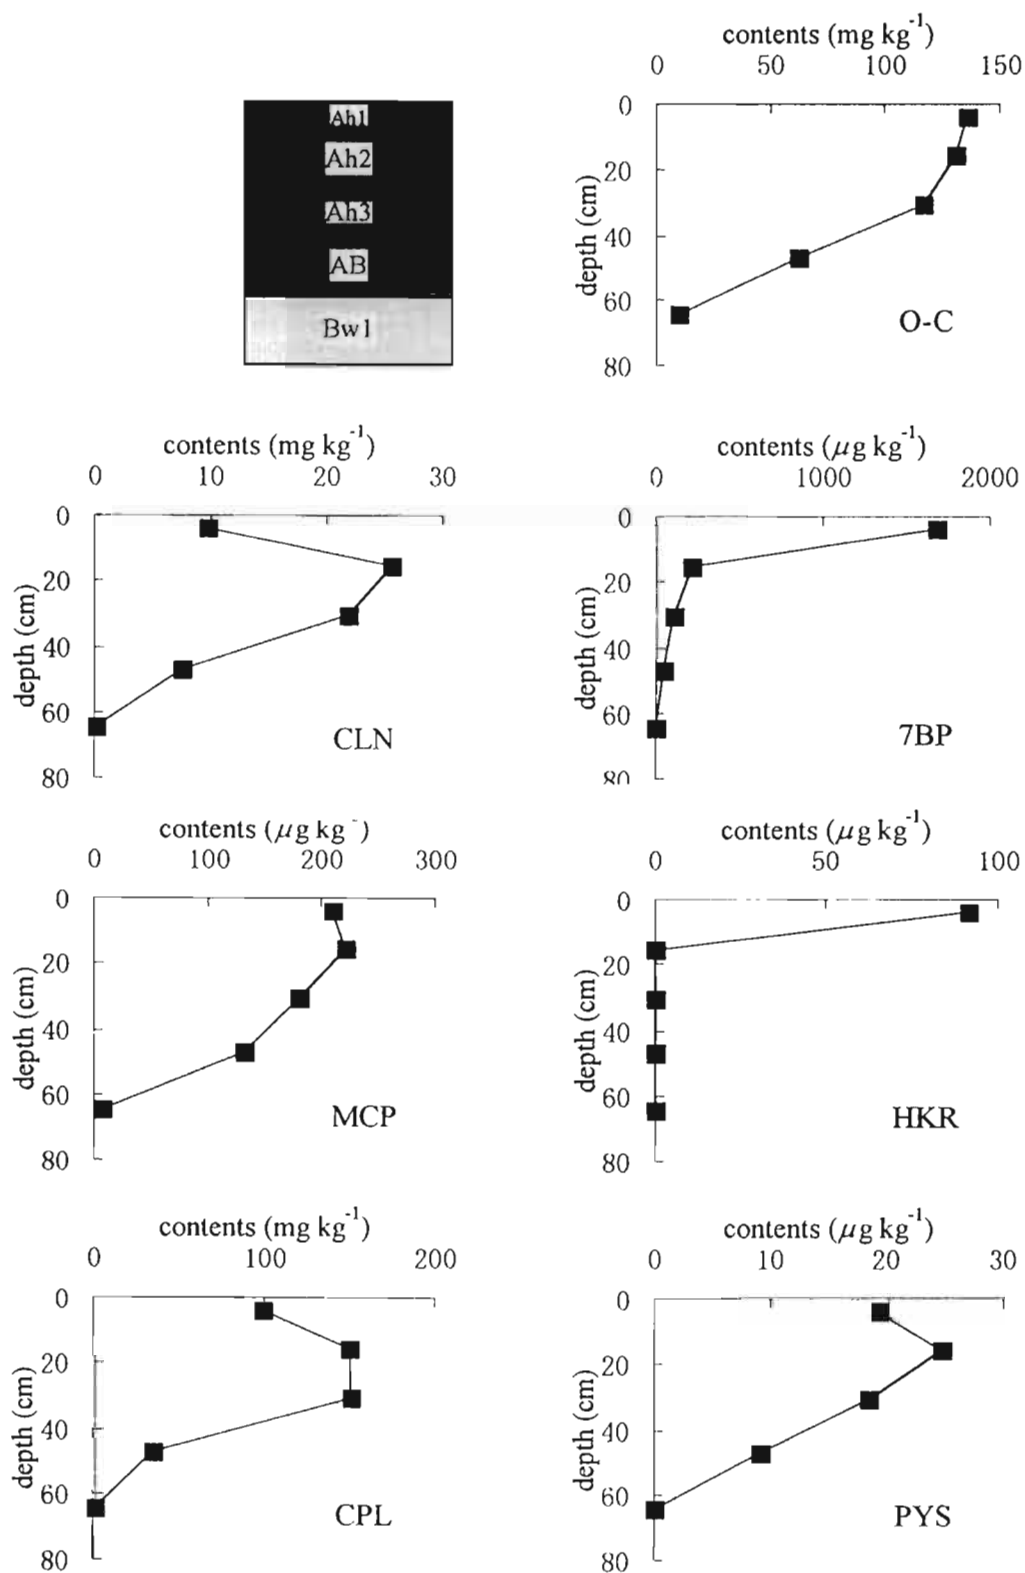 contents (mg kg⁻¹)
0 50 100 150
Ah1
Ah2
Ah3
AB
Bw1
0
20
40
60
80
depth (cm)
O-C
contents (mg kg⁻¹)
0 10 20 30
0
20
40
60
80
depth (cm)
CLN
contents (μg kg⁻¹)
0 1000 2000
0
20
40
60
80
depth (cm)
7BP
contents (μg kg⁻)
0 100 200 300
0
20
40
60
80
depth (cm)
MCP
contents (μg kg⁻¹)
0 50 100
0
20
40
60
80
depth (cm)
HKR
contents (mg kg⁻¹)
0 100 200
0
20
40
60
80
depth (cm)
CPL
contents (μg kg⁻¹)
0 10 20 30
0
20
40
60
80
depth (cm)
PYS